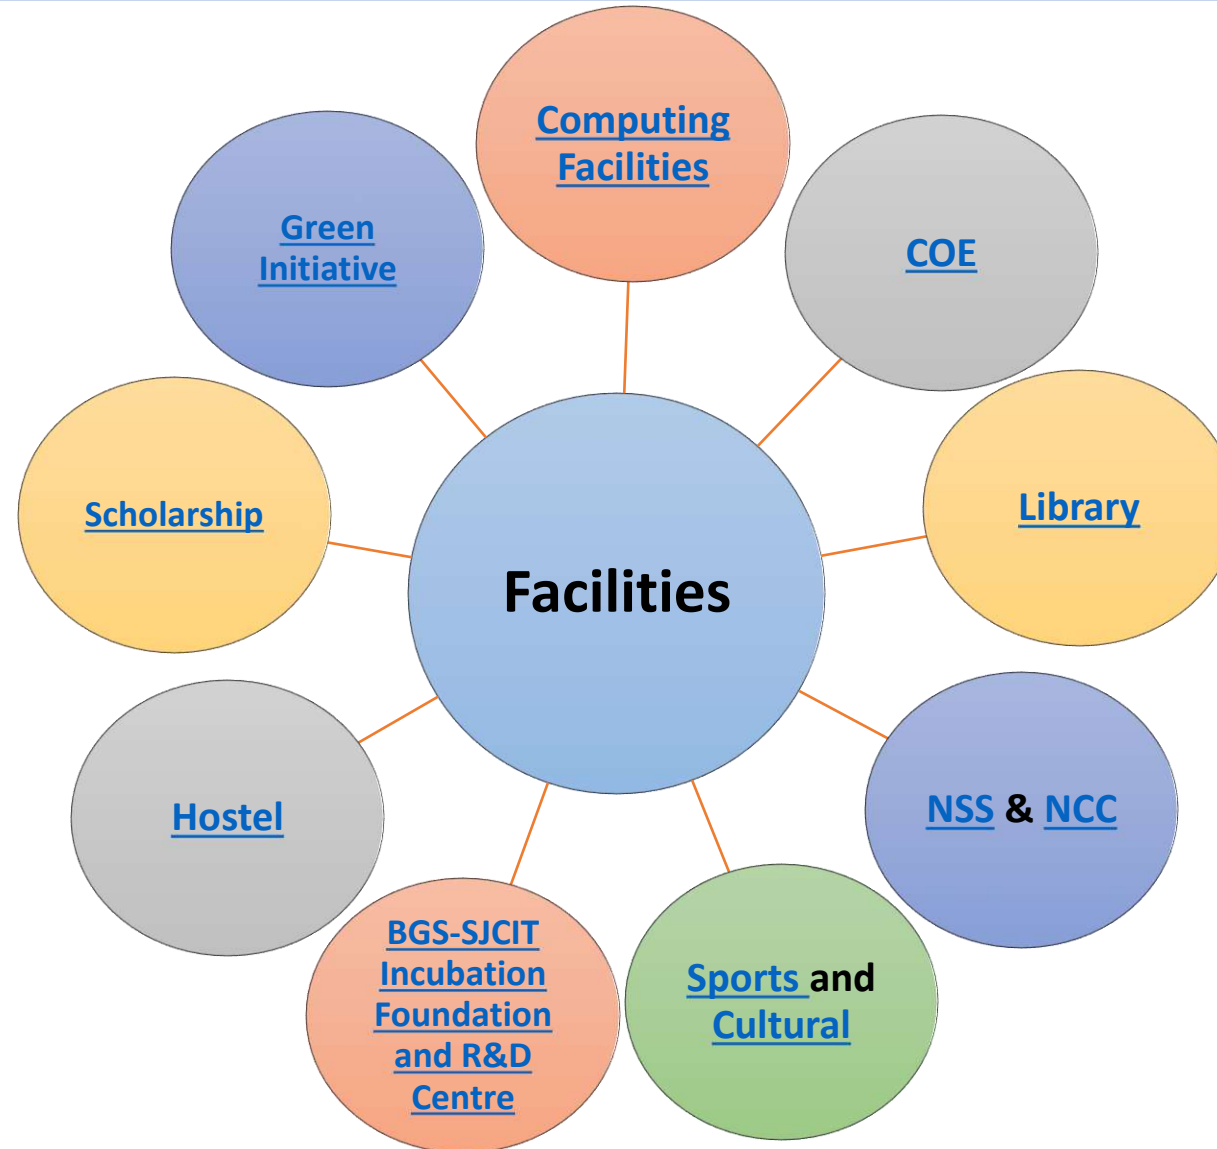 Computing
Facilities
COE
Library
NSS & NCC
Sports and
Cultural
BGS-SJCIT
Incubation
Foundation
and R&D
Centre
Hostel
Scholarship
Green
Initiative
Facilities